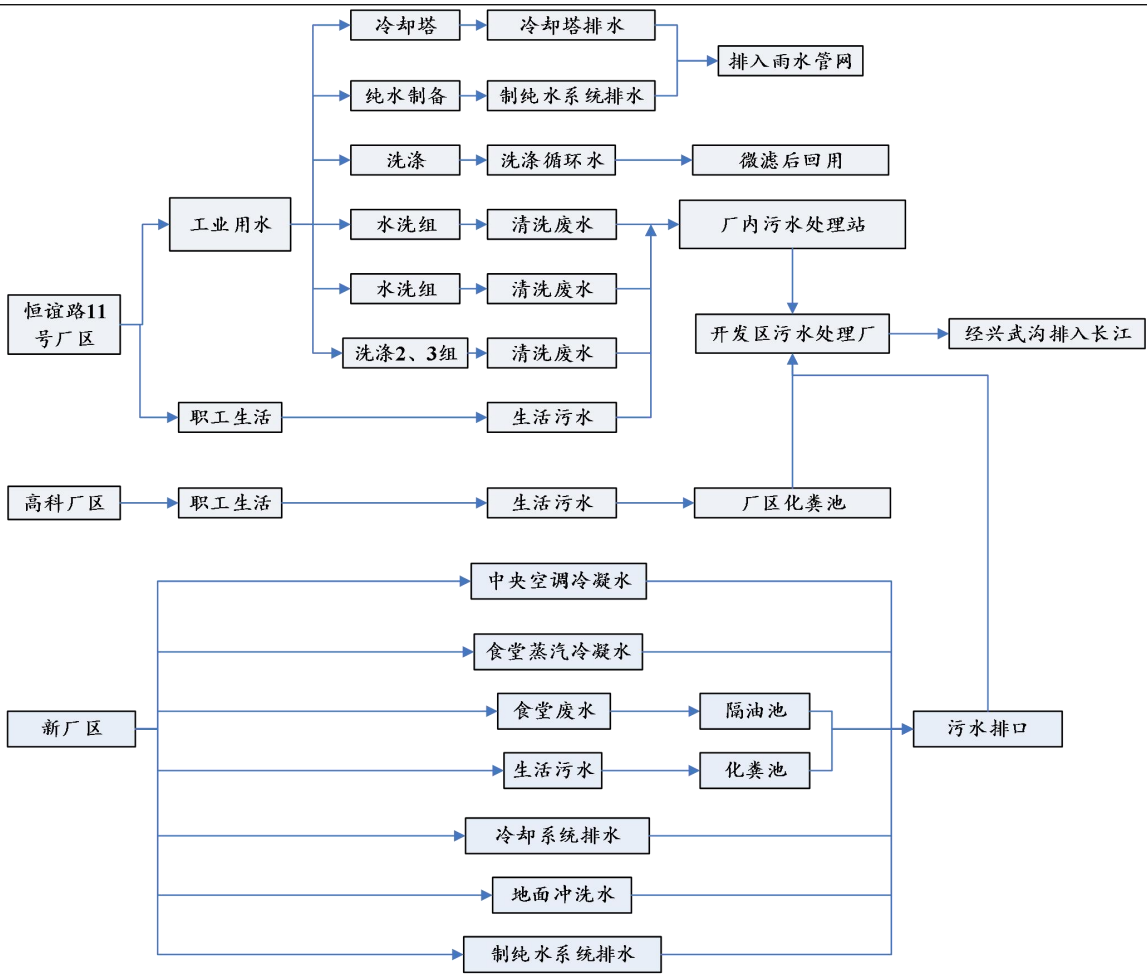 冷却塔
冷却塔排水
排入雨水管网
纯水制备
制纯水系统排水
洗涤
洗涤循环水
微滤后回用
工业用水
水洗组
清洗废水
厂内污水处理站
水洗组
清洗废水
恒谊路11
号厂区
开发区污水处理厂
经兴武沟排入长江
洗涤2、3组
清洗废水
职工生活
生活污水
高科厂区
职工生活
生活污水
厂区化粪池
中央空调冷凝水
食堂蒸汽冷凝水
新厂区
食堂废水
隔油池
污水排口
生活污水
化粪池
冷却系统排水
地面冲洗水
制纯水系统排水